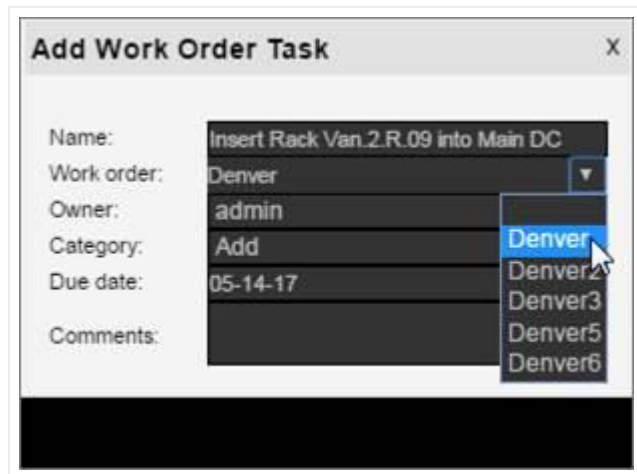 Add Work Order Task X
Name: Insert Rack Van.2.R.09 into Main DC
Work order: Denver ▼
Owner: admin
Category: Add
Due date: 05-14-17
Comments:
Denver
Denver2
Denver3
Denver5
Denver6